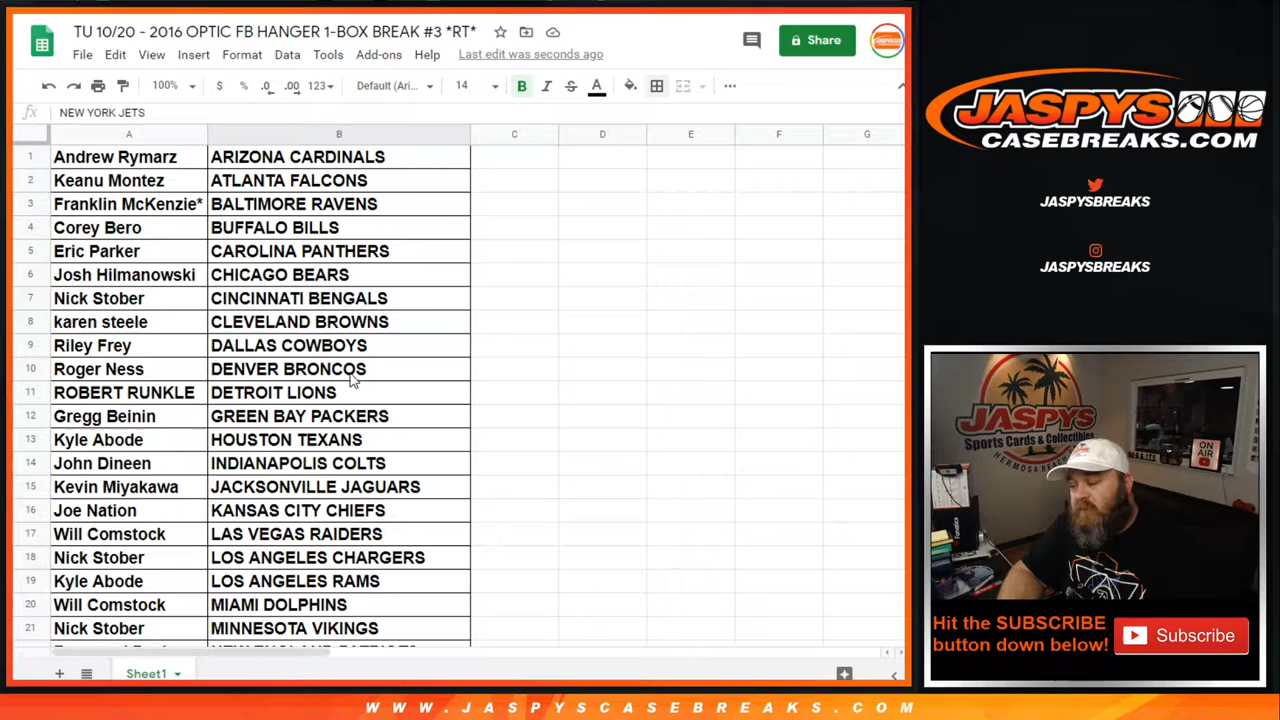 TU 10/20 - 2016 OPTIC FB HANGER 1-BOX BREAK #3 *RT*
File Edit View Insert Format Data Tools Add-ons Help Last edit was seconds ago
Share
100% $ % .0 .00 123 Default (Ari... 14 B I S A
fx NEW YORK JETS
A B C D E F G
1 Andrew Rymarz ARIZONA CARDINALS
2 Keanu Montez ATLANTA FALCONS
3 Franklin McKenzie* BALTIMORE RAVENS
4 Corey Bero BUFFALO BILLS
5 Eric Parker CAROLINA PANTHERS
6 Josh Hilmanowski CHICAGO BEARS
7 Nick Stober CINCINNATI BENGALS
8 karen steele CLEVELAND BROWNS
9 Riley Frey DALLAS COWBOYS
10 Roger Ness DENVER BRONCOS
11 ROBERT RUNKLE DETROIT LIONS
12 Gregg Beinin GREEN BAY PACKERS
13 Kyle Abode HOUSTON TEXANS
14 John Dineen INDIANAPOLIS COLTS
15 Kevin Miyakawa JACKSONVILLE JAGUARS
16 Joe Nation KANSAS CITY CHIEFS
17 Will Comstock LAS VEGAS RAIDERS
18 Nick Stober LOS ANGELES CHARGERS
19 Kyle Abode LOS ANGELES RAMS
20 Will Comstock MIAMI DOLPHINS
21 Nick Stober MINNESOTA VIKINGS
Sheet1
JASPYS
CASEBREAKS.COM
JASPYSBREAKS
JASPYSBREAKS
JASPYS
Sports Cards & Collectibles
HERMOSA BEACH
ON AIR
Fanatics
Hit the SUBSCRIBE
button down below!
Subscribe
WWW.JASPYSCASEBREAKS.COM